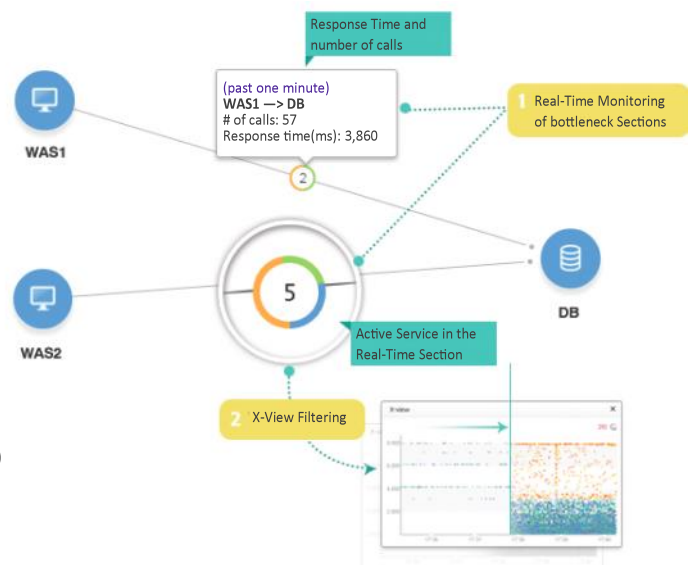 Response Time and
number of calls
(past one minute)
WAS1 —> DB
# of calls: 57
Response time(ms): 3,860
1 Real-Time Monitoring
of bottleneck Sections
WAS1
2
5
DB
WAS2
Active Service in the
Real-Time Section
2 X-View Filtering
X-view